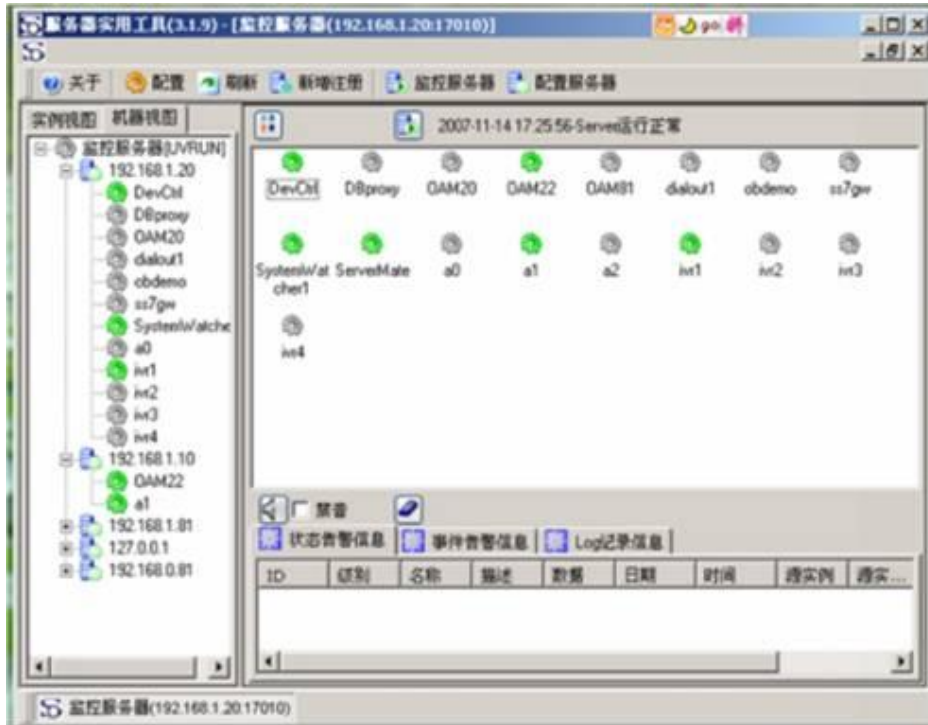 服务器实用工具(3.1.9) - [监控服务器(192.168.1.20:17010)]
关于 配置 刷新 新增注册 监控服务器 配置服务器
实例视图 机器视图
2007-11-14 17:25:56-Server运行正常
监控服务器[UVRUN]
192.168.1.20
DevCtrl
DBproxy
OAM20
dialout1
obdemo
ss7gw
SystemWatche
a0
ivr1
ivr2
ivr3
ivr4
192.168.1.10
OAM22
a1
192.168.1.81
127.0.0.1
192.168.0.81
DevCtrl DBproxy OAM20 OAM22 OAM81 dialout1 obdemo ss7gw
SystemWat ServerMate a0 a1 a2 ivr1 ivr2 ivr3
cher1
ivr4
禁音
状态告警信息 事件告警信息 Log记录信息
ID 级别 名称 描述 数据 日期 时间 源实例 源实...
监控服务器(192.168.1.20:17010)